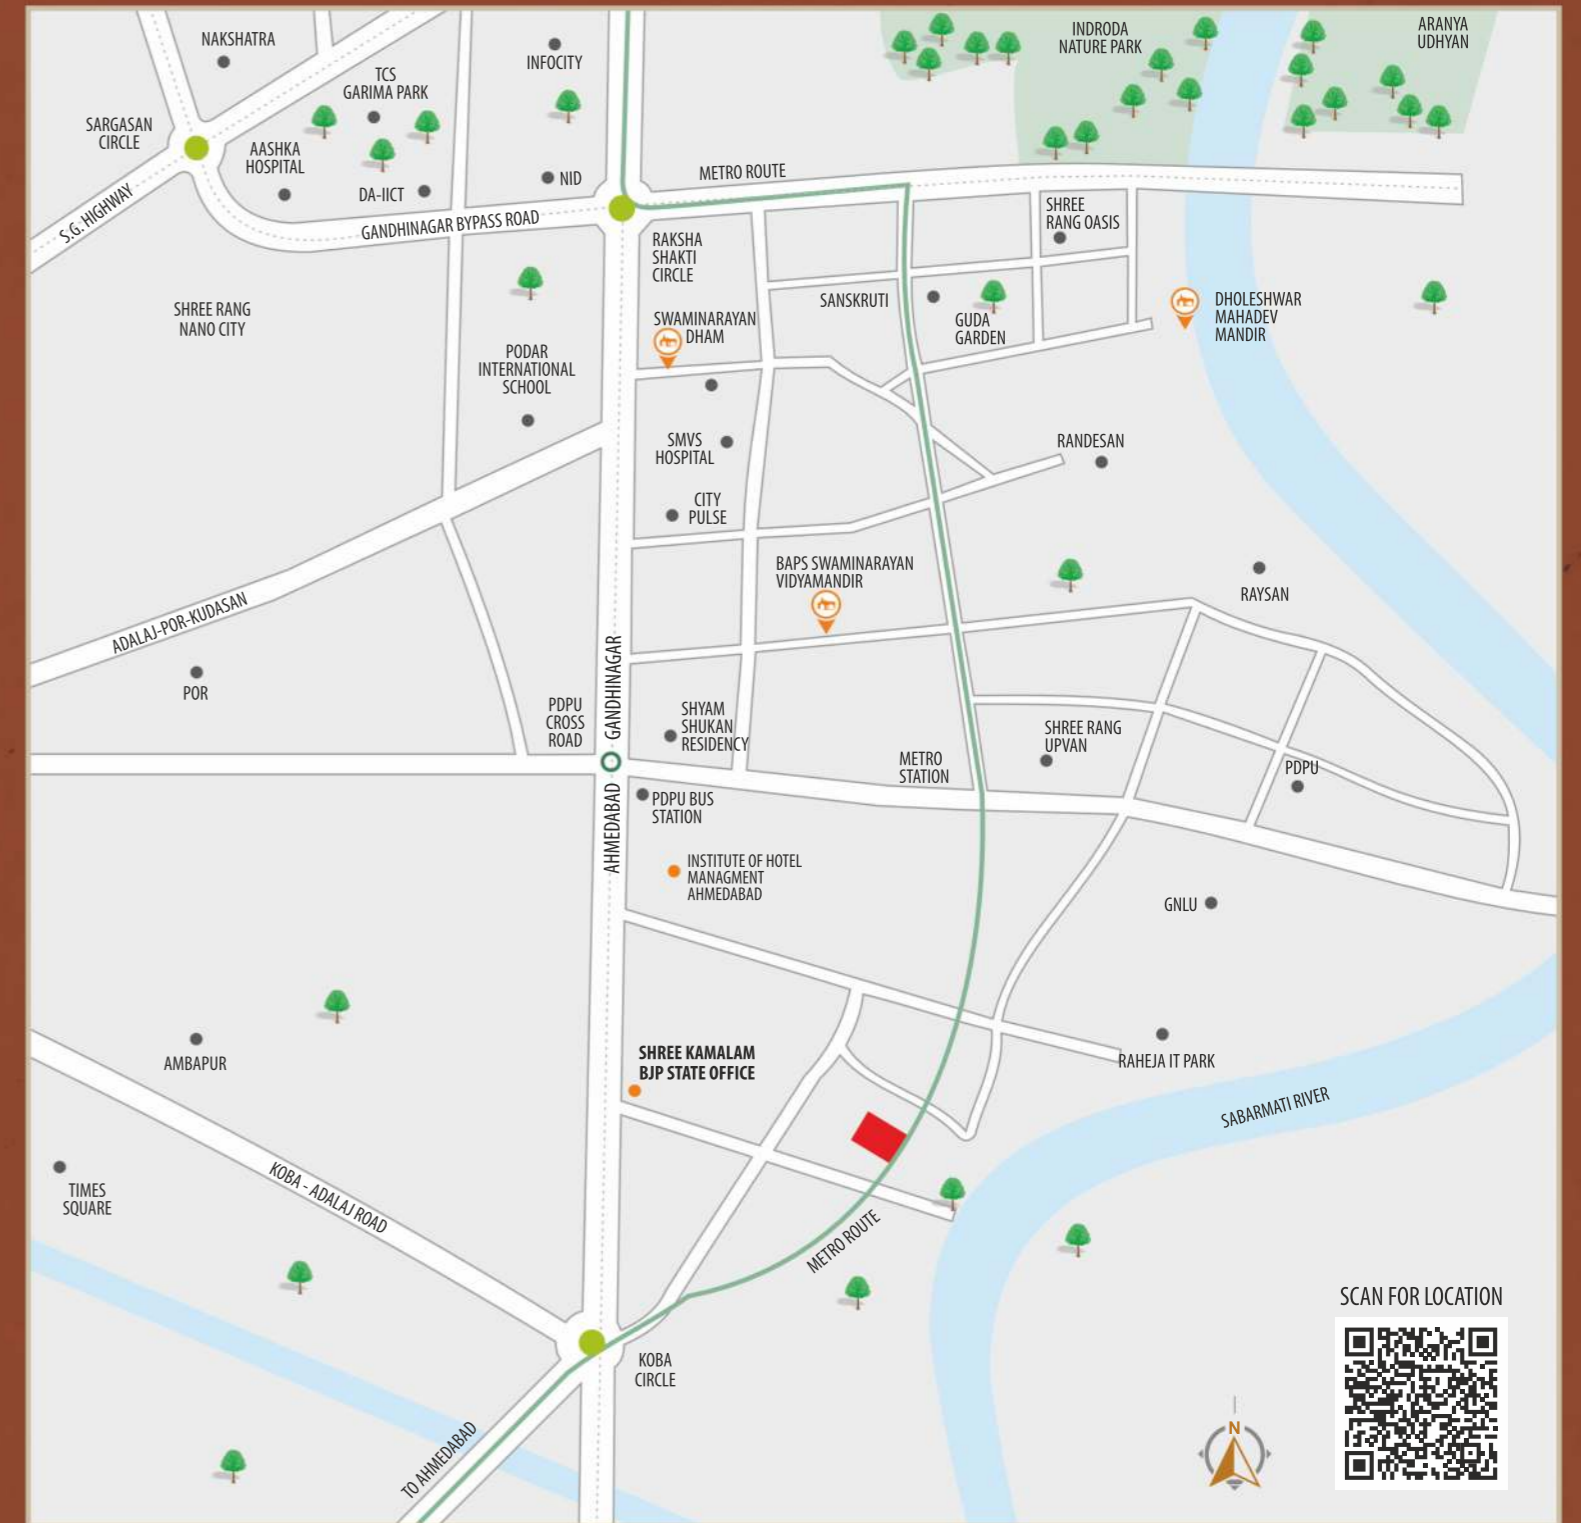 NAKSHATRA
INFOCITY
INDRODA
NATURE PARK
ARANYA
UDHYAN
TCS
GARIMA PARK
SARGASAN
CIRCLE
AASHKA
HOSPITAL
DA-IICT
NID
METRO ROUTE
S.G. HIGHWAY
GANDHINAGAR BYPASS ROAD
RAKSHA
SHAKTI
CIRCLE
SHREE
RANG OASIS
SHREE RANG
NANO CITY
SANSKRUTI
GUDA
GARDEN
DHOLESHWAR
MAHADEV
MANDIR
SWAMINARAYAN
DHAM
PODAR
INTERNATIONAL
SCHOOL
SMVS
HOSPITAL
RANDESAN
CITY
PULSE
BAPS SWAMINARAYAN
VIDYAMANDIR
RAYSAN
ADALAJ-POR-KUDASAN
POR
PDPU
CROSS
ROAD
GANDHINAGAR
SHYAM
SHUKAN
RESIDENCY
METRO
STATION
SHREE RANG
UPVAN
PDPU
AHMEDABAD
PDPU BUS
STATION
INSTITUTE OF HOTEL
MANAGMENT
AHMEDABAD
GNLU
AMBAPUR
SHREE KAMALAM
BJP STATE OFFICE
RAHEJA IT PARK
SABARMATI RIVER
TIMES
SQUARE
KOBA - ADALAJ ROAD
METRO ROUTE
KOBA
CIRCLE
TO AHMEDABAD
SCAN FOR LOCATION
N